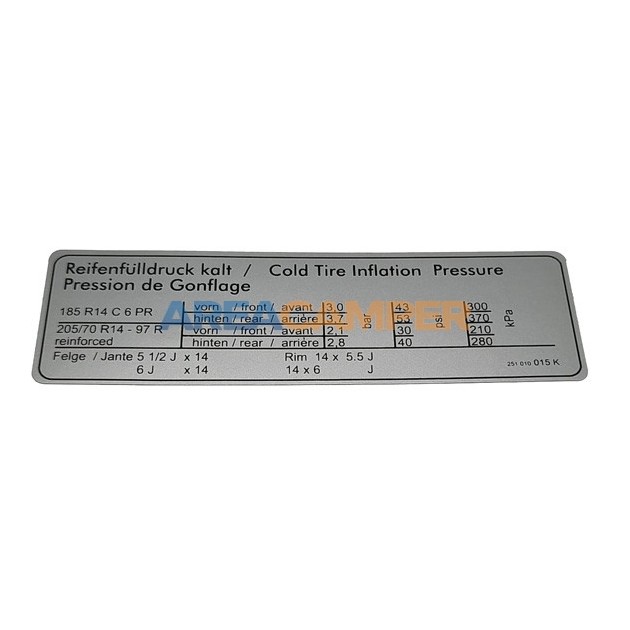 Reifenfülldruck kalt / Cold Tire Inflation Pressure
Pression de Gonflage
185 R14 C 6 PR vorn / front / avant 3,0 43 300
hinten / rear / arrière 3,7 bar 53 psi 370 kPa
205/70 R14 - 97 R vorn / front / avant 2,1 30 210
reinforced hinten / rear / arrière 2,8 40 280
Felge / Jante 5 1/2 J x 14 Rim 14 x 5.5 J
6 J x 14 14 x 6 J
251 010 015 K
AREACAMPER